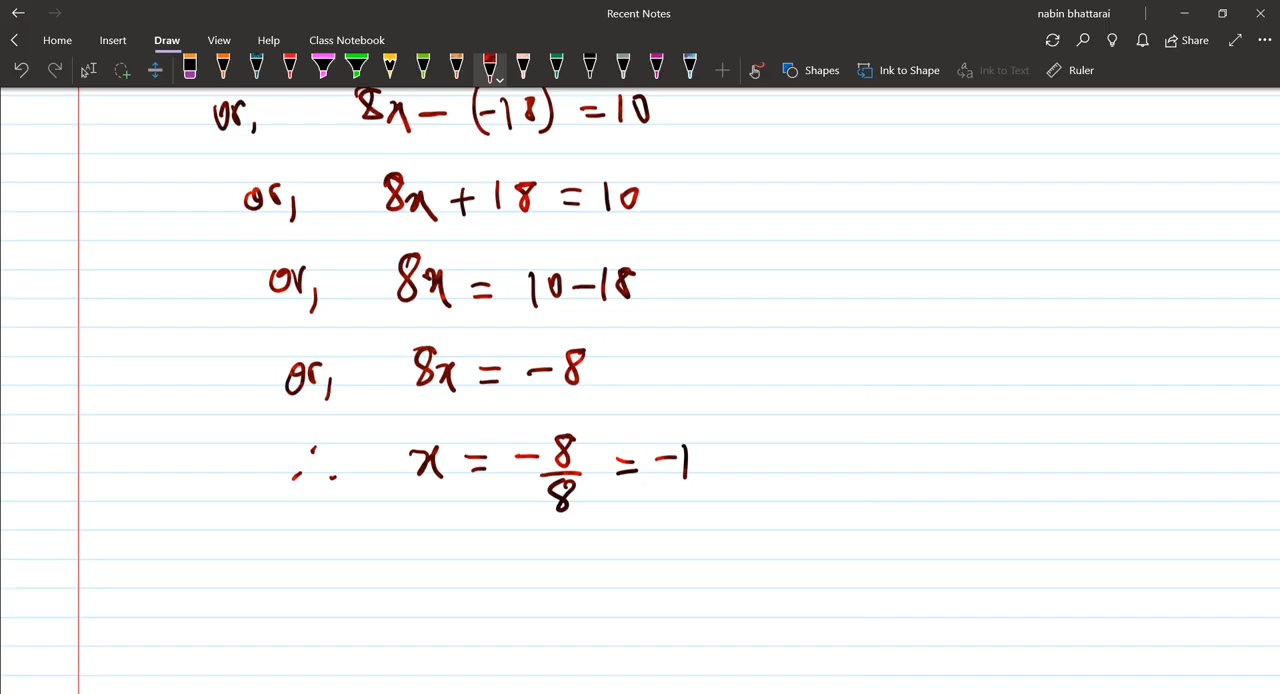 Recent Notes
nabin bhattarai
Home Insert Draw View Help Class Notebook
Share
Shapes Ink to Shape Ink to Text Ruler
or, 8x - (-18) = 10
or, 8x + 18 = 10
or, 8x = 10 - 18
or, 8x = -8
∴ x = -8/8 = -1